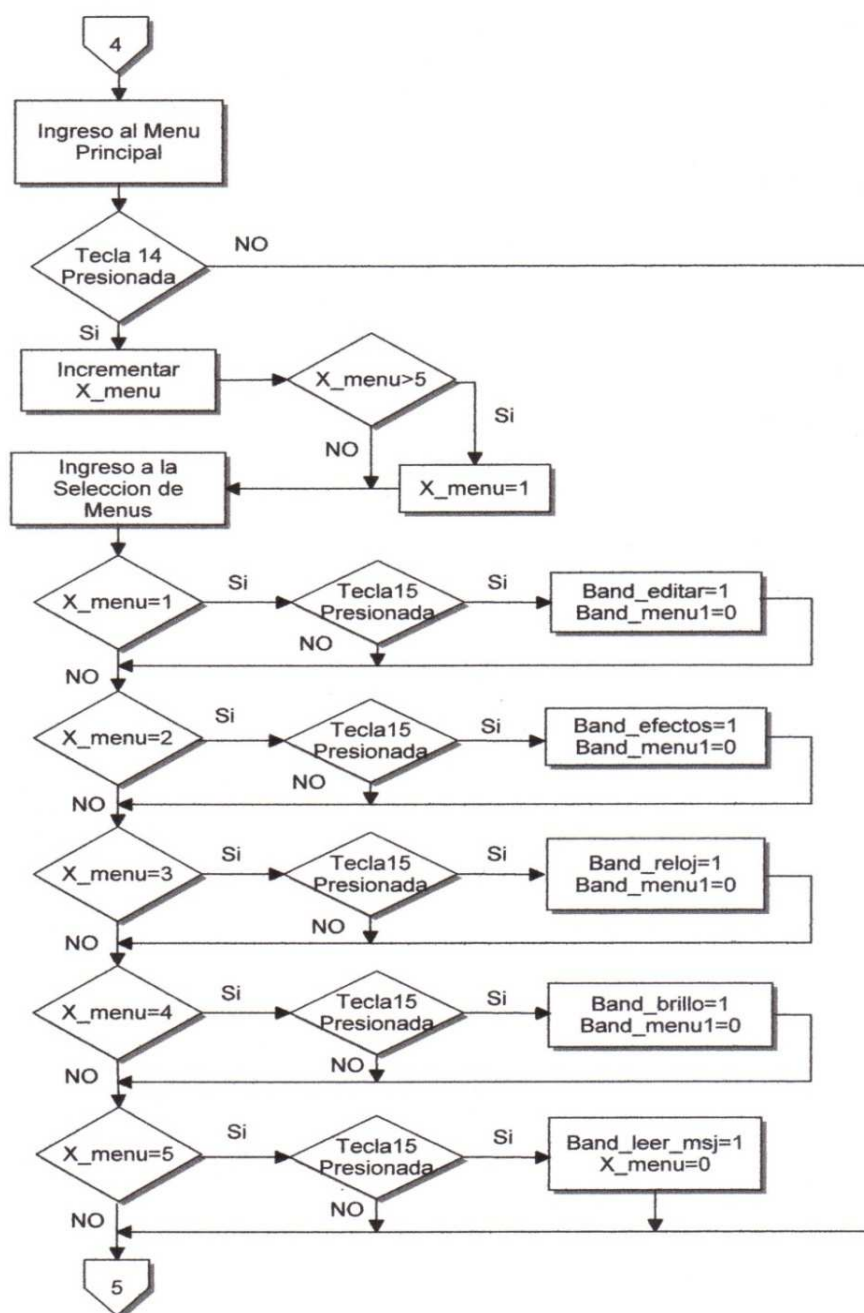 4
Ingreso al Menu
Principal
Tecla 14
Presionada
NO
Si
Incrementar
X_menu
X_menu>5
Si
NO
X_menu=1
Ingreso a la
Seleccion de
Menus
X_menu=1
Si
Tecla15
Presionada
Si
Band_editar=1
Band_menu1=0
NO
NO
X_menu=2
Si
Tecla15
Presionada
Si
Band_efectos=1
Band_menu1=0
NO
NO
X_menu=3
Si
Tecla15
Presionada
Si
Band_reloj=1
Band_menu1=0
NO
NO
X_menu=4
Si
Tecla15
Presionada
Si
Band_brillo=1
Band_menu1=0
NO
NO
X_menu=5
Si
Tecla15
Presionada
Si
Band_leer_msj=1
X_menu=0
NO
NO
5